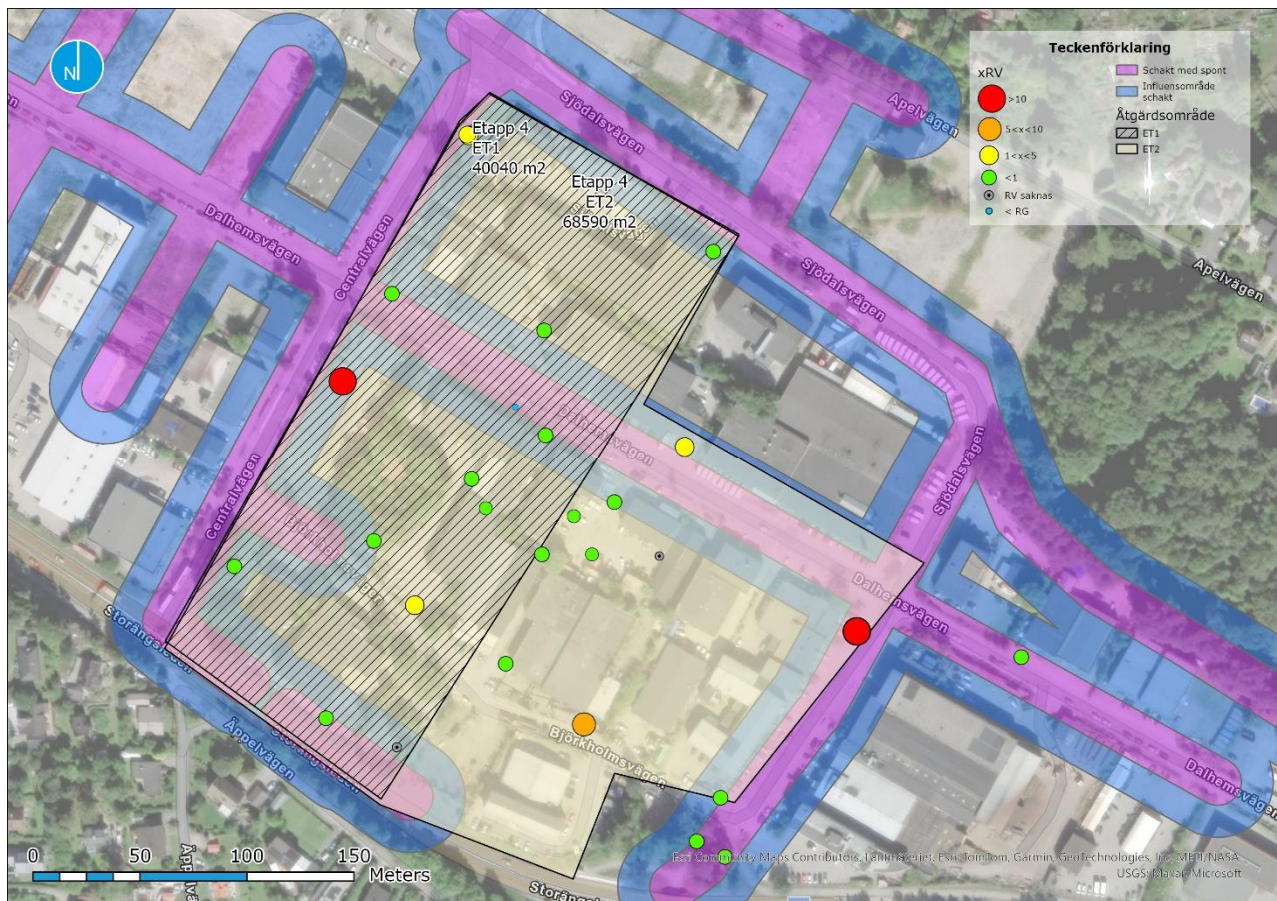 Teckenförklaring
xRV
>10
5<x<10
1<x<5
<1
RV saknas
< RG
Schakt med spont
Influensområde
schakt
Åtgärdsområde
ET1
ET2
N
Sjödalsvägen
Apelvägen
Apelvägen
Etapp 4
ET1
40040 m2
Etapp 4
ET2
68590 m2
Dalhemsvägen
Centralvägen
Sjödalsvägen
Dalhemsvägen
Sjödalsvägen
Centralvägen
Dalhemsvägen
Storängsleden
Äppelvägen
Björkholmsvägen
Dalhemsvägen
0 50 100 150
Meters
Esri Community Maps Contributors, Lantmäteriet, Esri, TomTom, Garmin, GeoTechnologies, Inc, METI/NASA,
USGS; Maxar, Microsoft